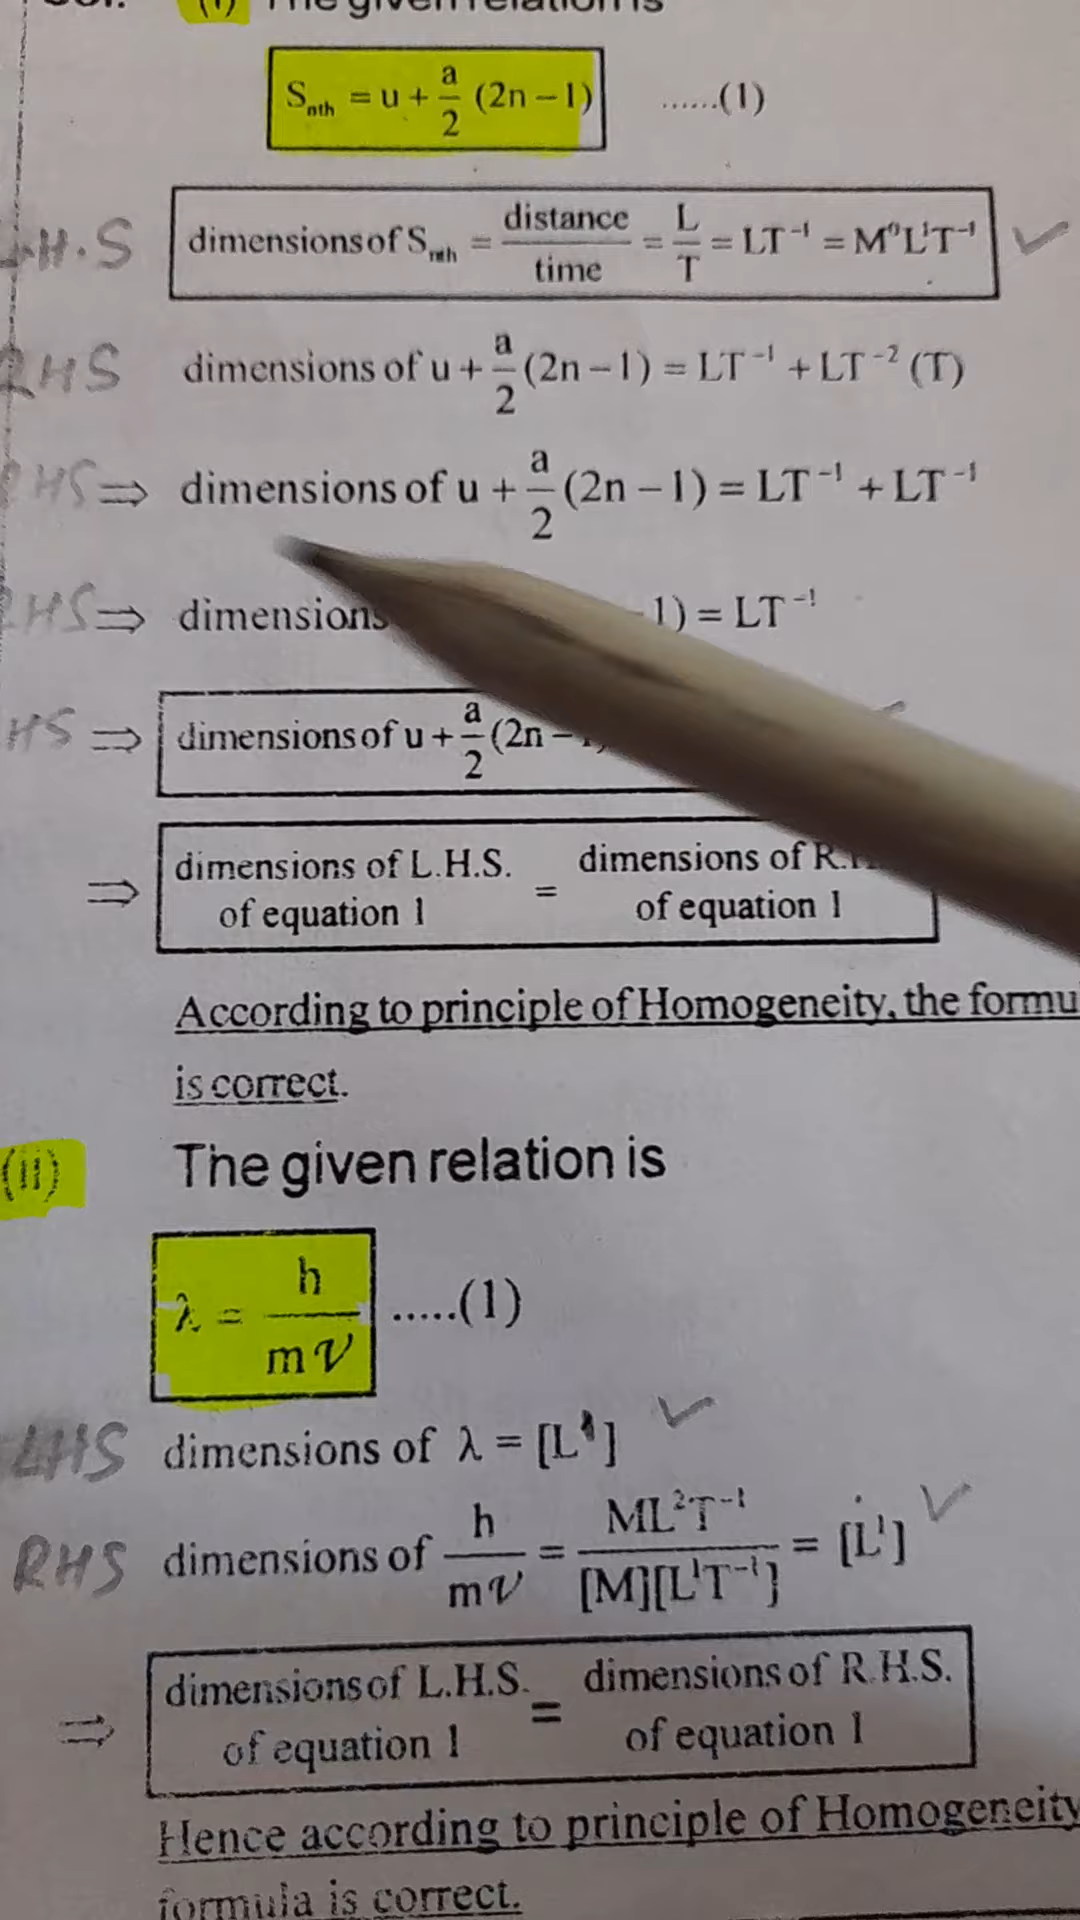 (i) The given relation is
S_nth = u + a/2 (2n – 1) ......(1)
L.H.S dimensions of S_nth = distance/time = L/T = LT⁻¹ = M⁰L¹T⁻¹ ✓
RHS dimensions of u + a/2 (2n – 1) = LT⁻¹ + LT⁻² (T)
RHS ⇒ dimensions of u + a/2 (2n – 1) = LT⁻¹ + LT⁻¹
RHS ⇒ dimensions 1) = LT⁻¹
HS ⇒ dimensions of u + a/2 (2n –
⇒ dimensions of L.H.S. of equation 1 = dimensions of R. of equation 1
According to principle of Homogeneity, the formu
is correct.
(ii) The given relation is
λ = h/mv .....(1)
LHS dimensions of λ = [L¹] ✓
RHS dimensions of h/mv = ML²T⁻¹/[M][L¹T⁻¹] = [L¹] ✓
⇒ dimensions of L.H.S. of equation 1 = dimensions of R.H.S. of equation 1
Hence according to principle of Homogeneity
formula is correct.